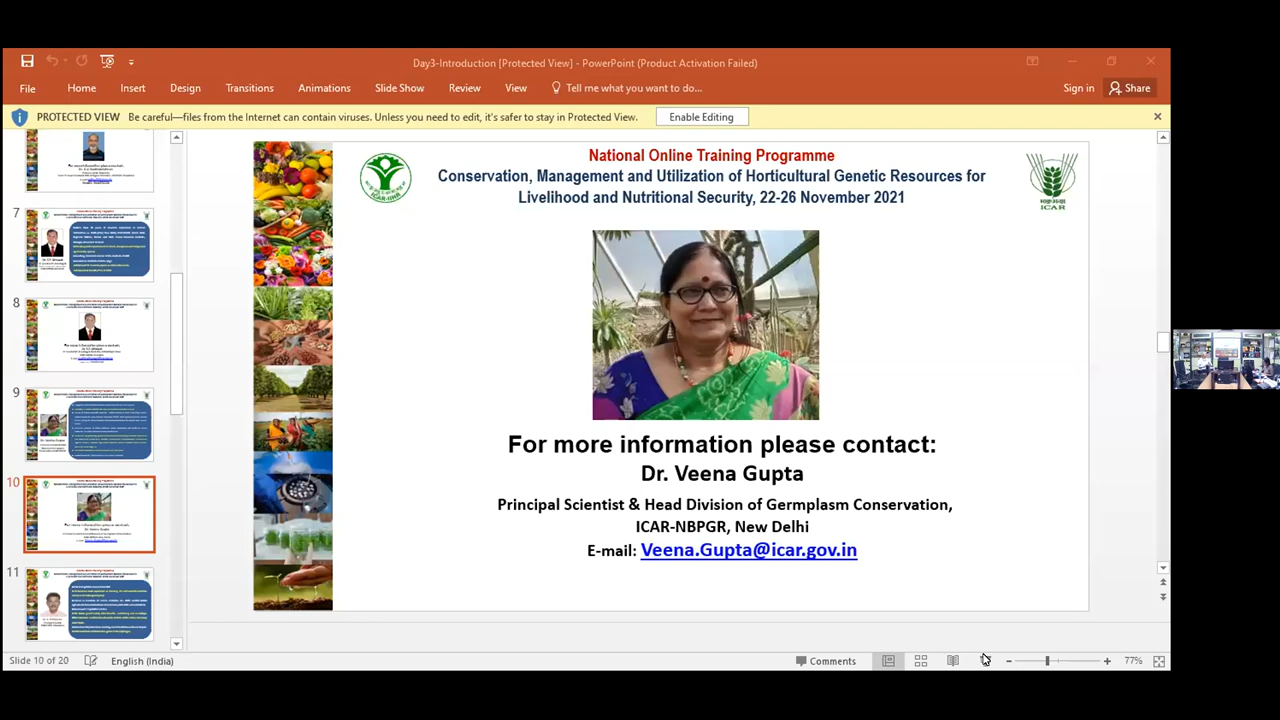 Day3-Introduction [Protected View] - PowerPoint (Product Activation Failed)
File Home Insert Design Transitions Animations Slide Show Review View Tell me what you want to do... Sign in Share
PROTECTED VIEW Be careful—files from the Internet can contain viruses. Unless you need to edit, it's safer to stay in Protected View. Enable Editing
7
8
9
10
11
National Online Training Programme
Conservation, Management and Utilization of Horticultural Genetic Resources for
Livelihood and Nutritional Security, 22-26 November 2021
ICAR-IIHR
ICAR
For more information please contact:
Dr. Veena Gupta
Principal Scientist & Head Division of Germplasm Conservation,
ICAR-NBPGR, New Delhi
E-mail: Veena.Gupta@icar.gov.in
Slide 10 of 20 English (India) Comments 77%